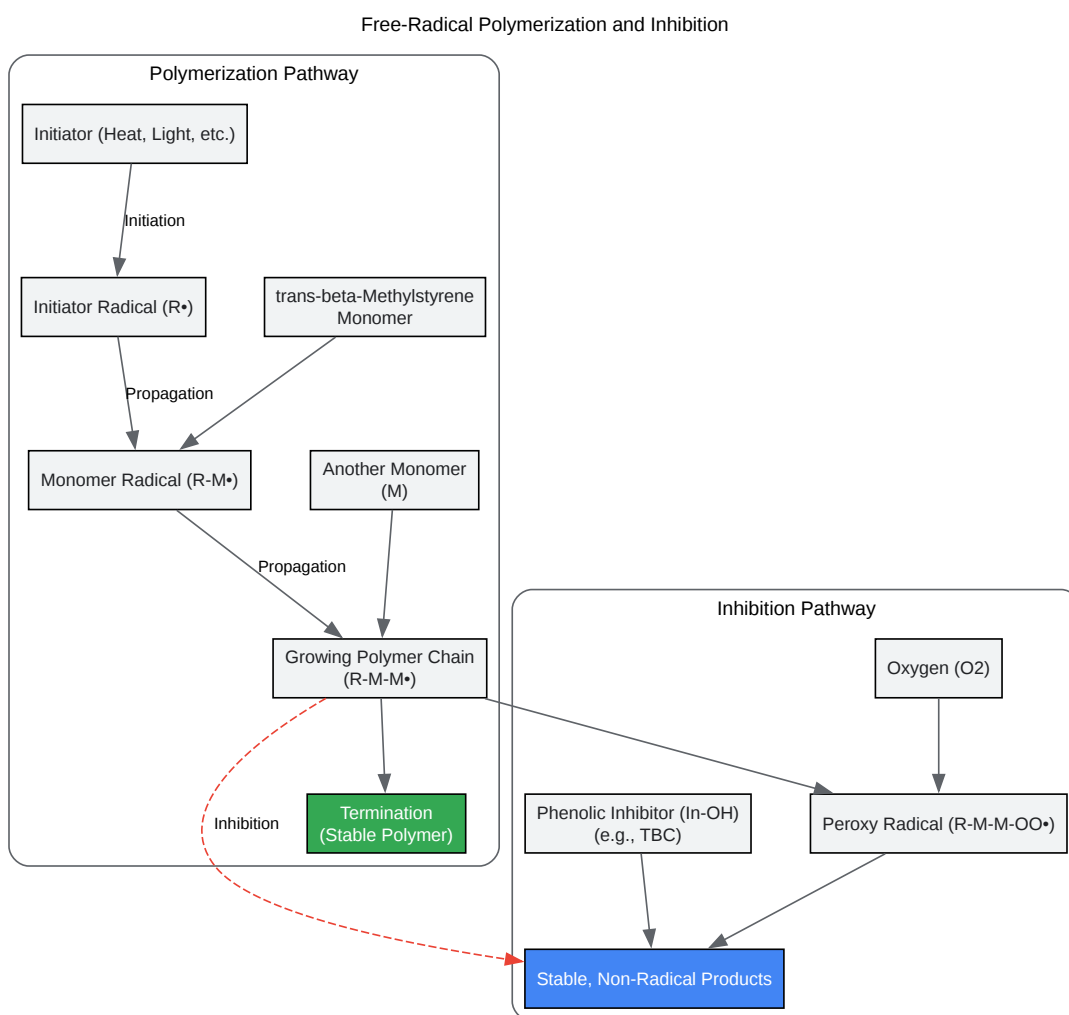 Free-Radical Polymerization and Inhibition
Polymerization Pathway
Initiator (Heat, Light, etc.)
Initiation
Initiator Radical (R•)
trans-beta-Methylstyrene
Monomer
Propagation
Monomer Radical (R-M•)
Another Monomer
(M)
Propagation
Growing Polymer Chain
(R-M-M•)
Inhibition
Termination
(Stable Polymer)
Inhibition Pathway
Oxygen (O2)
Phenolic Inhibitor (In-OH)
(e.g., TBC)
Peroxy Radical (R-M-M-OO•)
Stable, Non-Radical Products